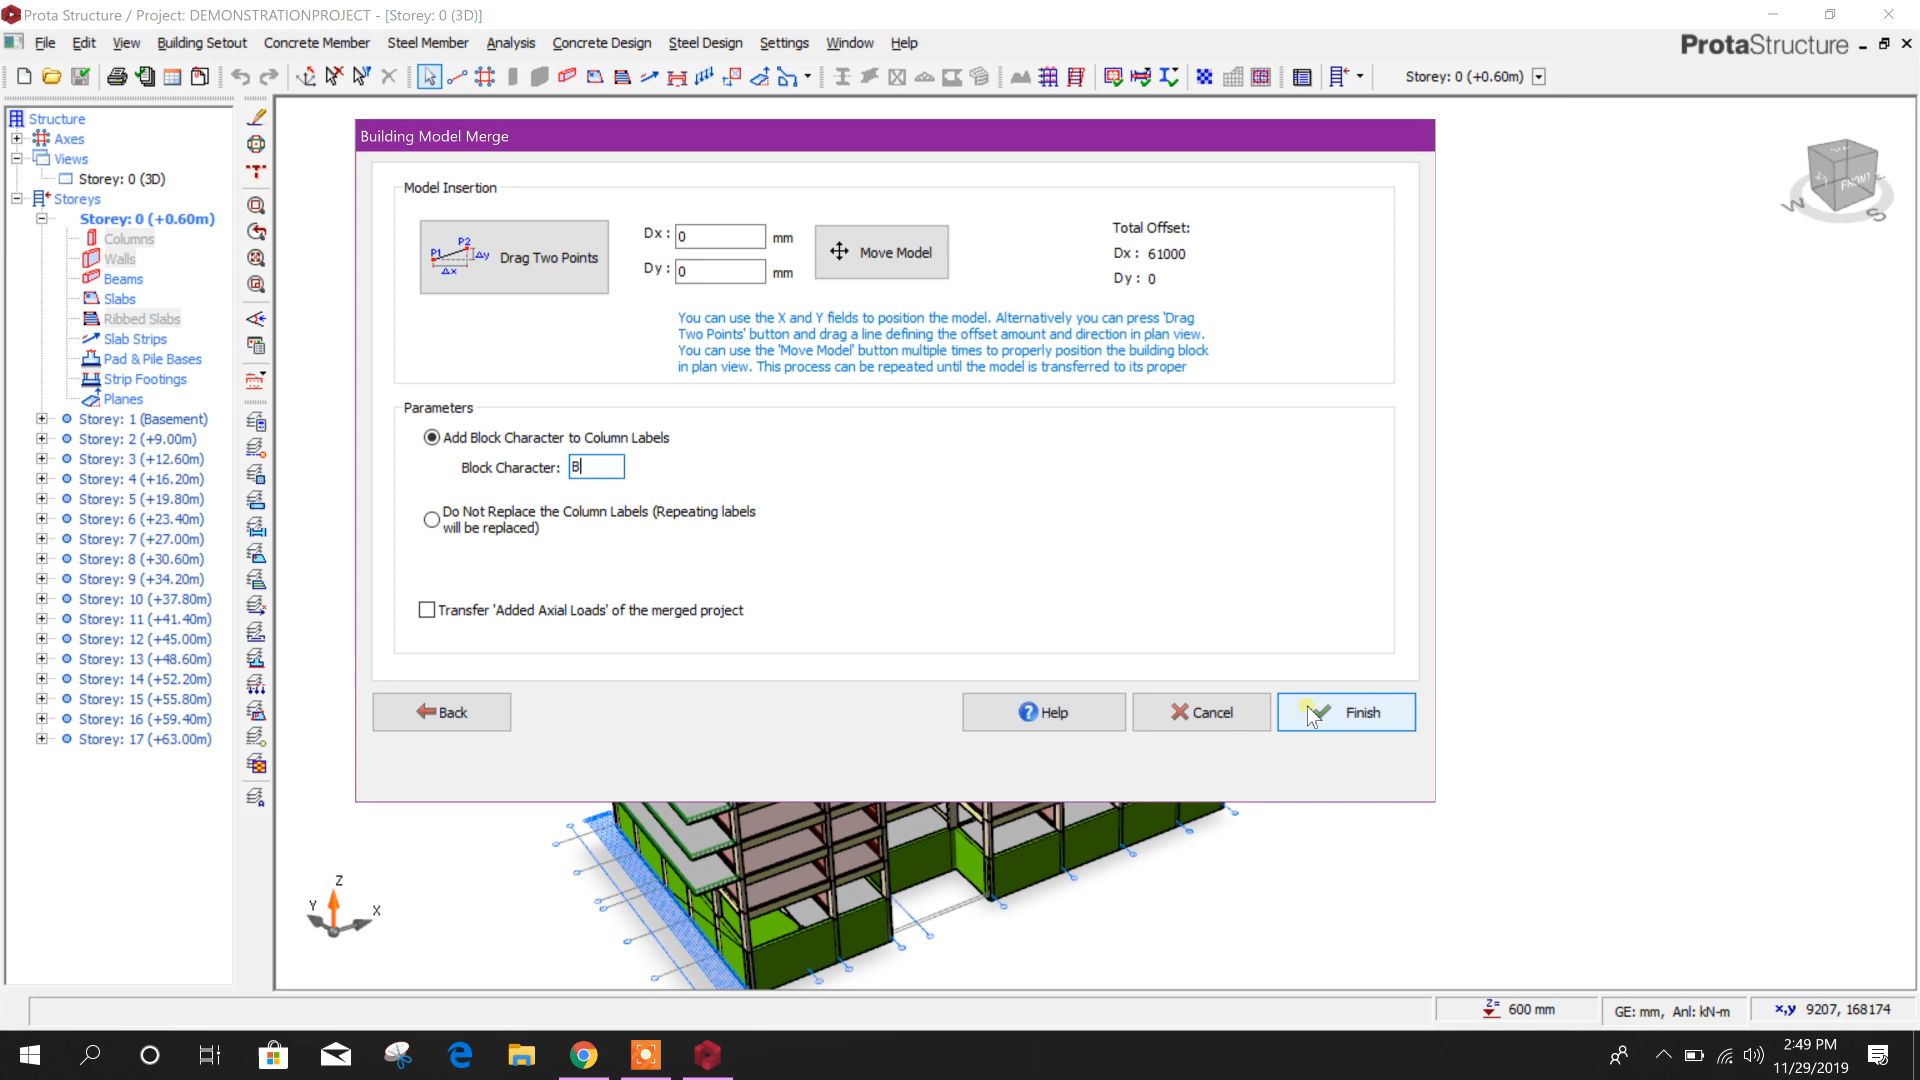 Prota Structure / Project: DEMONSTRATIONPROJECT - [Storey: 0 (3D)]
File Edit View Building Setout Concrete Member Steel Member Analysis Concrete Design Steel Design Settings Window Help
ProtaStructure
Storey: 0 (+0.60m)
Structure
Axes
Views
Storey: 0 (3D)
Storeys
Storey: 0 (+0.60m)
Columns
Walls
Beams
Slabs
Ribbed Slabs
Slab Strips
Pad & Pile Bases
Strip Footings
Planes
Storey: 1 (Basement)
Storey: 2 (+9.00m)
Storey: 3 (+12.60m)
Storey: 4 (+16.20m)
Storey: 5 (+19.80m)
Storey: 6 (+23.40m)
Storey: 7 (+27.00m)
Storey: 8 (+30.60m)
Storey: 9 (+34.20m)
Storey: 10 (+37.80m)
Storey: 11 (+41.40m)
Storey: 12 (+45.00m)
Storey: 13 (+48.60m)
Storey: 14 (+52.20m)
Storey: 15 (+55.80m)
Storey: 16 (+59.40m)
Storey: 17 (+63.00m)
Building Model Merge
Model Insertion
P1 P2 Δy Δx
Drag Two Points
Dx : 0 mm
Dy : 0 mm
Move Model
Total Offset:
Dx : 61000
Dy : 0
You can use the X and Y fields to position the model. Alternatively you can press 'Drag
Two Points' button and drag a line defining the offset amount and direction in plan view.
You can use the 'Move Model' button multiple times to properly position the building block
in plan view. This process can be repeated until the model is transferred to its proper
Parameters
Add Block Character to Column Labels
Block Character: B
Do Not Replace the Column Labels (Repeating labels
will be replaced)
Transfer 'Added Axial Loads' of the merged project
Back Help Cancel Finish
FRONT
W S
Z
Y X
Z= 600 mm
GE: mm, Anl: kN-m
x,y 9207, 168174
2:49 PM
11/29/2019